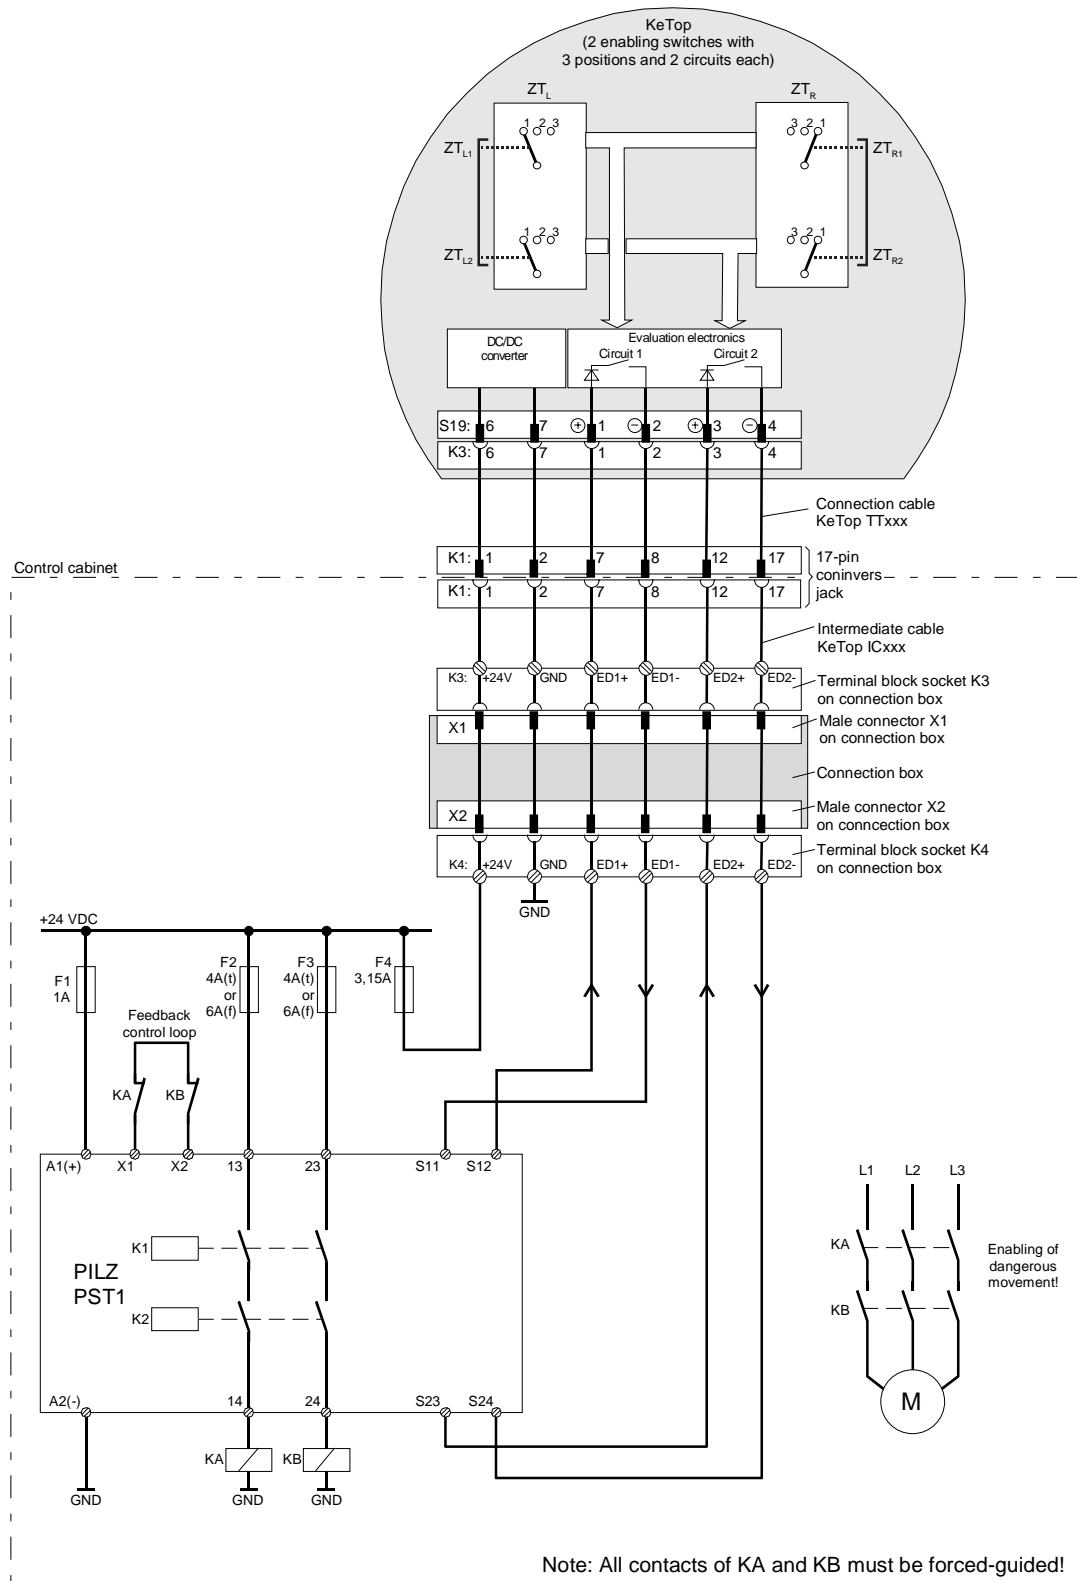 KeTop
(2 enabling switches with
3 positions and 2 circuits each)
ZTL
ZTR
1 2 3
3 2 1
ZTL1
ZTR1
1 2 3
3 2 1
ZTL2
ZTR2
DC/DC
converter
Evaluation electronics
Circuit 1
Circuit 2
S19: 6 7 + 1 − 2 + 3 − 4
K3: 6 7 1 2 3 4
Connection cable
KeTop TTxxx
K1: 1 2 7 8 12 17
17-pin
coninvers
jack
Control cabinet
K1: 1 2 7 8 12 17
Intermediate cable
KeTop ICxxx
K3: +24V GND ED1+ ED1- ED2+ ED2-
Terminal block socket K3
on connection box
X1
Male connector X1
on connection box
Connection box
X2
Male connector X2
on conncection box
K4: +24V GND ED1+ ED1- ED2+ ED2-
Terminal block socket K4
on connection box
GND
+24 VDC
F1
1A
F2
4A(t)
or
6A(f)
F3
4A(t)
or
6A(f)
F4
3,15A
Feedback
control loop
KA
KB
A1(+) X1 X2 13 23 S11 S12
K1
PILZ
PST1
K2
A2(-) 14 24 S23 S24
KA
KB
GND
GND
GND
L1 L2 L3
KA
KB
Enabling of
dangerous
movement!
M
Note: All contacts of KA and KB must be forced-guided!